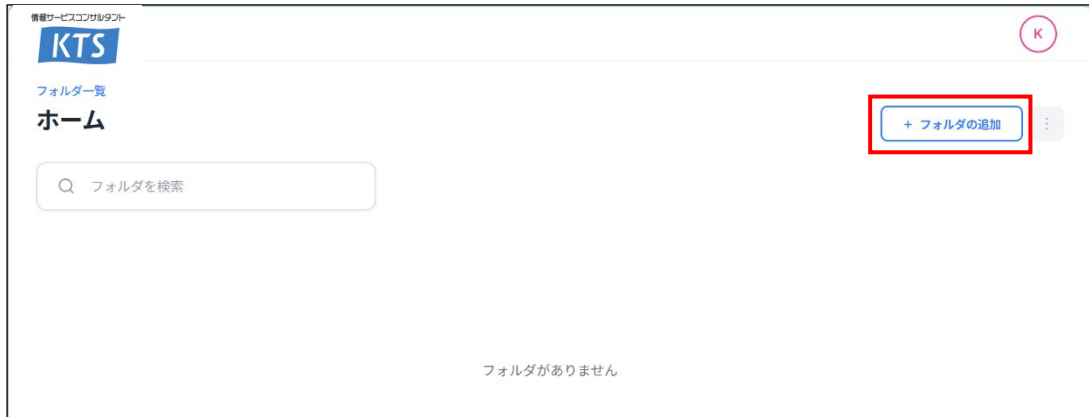 情報サービスコンサルタント
KTS
K
フォルダ一覧
ホーム
+ フォルダの追加
フォルダを検索
フォルダがありません